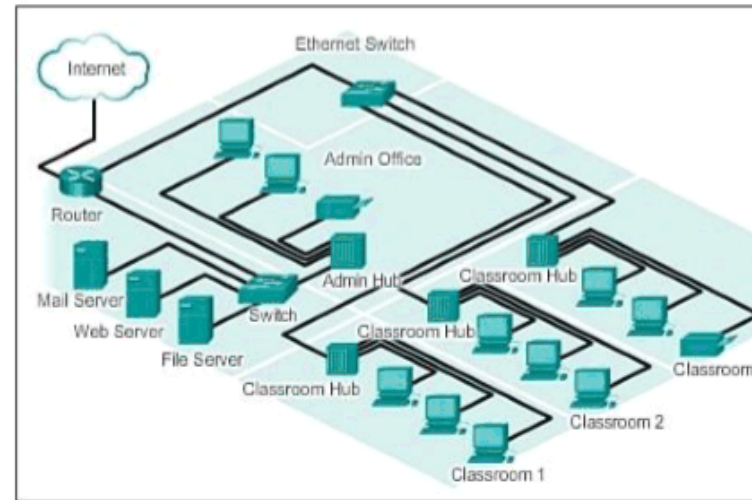 Ethernet Switch
Internet
Admin Office
Router
Admin Hub
Classroom Hub
Mail Server
Switch
Web Server
Classroom Hub
File Server
Classroom
Classroom Hub
Classroom 2
Classroom 1